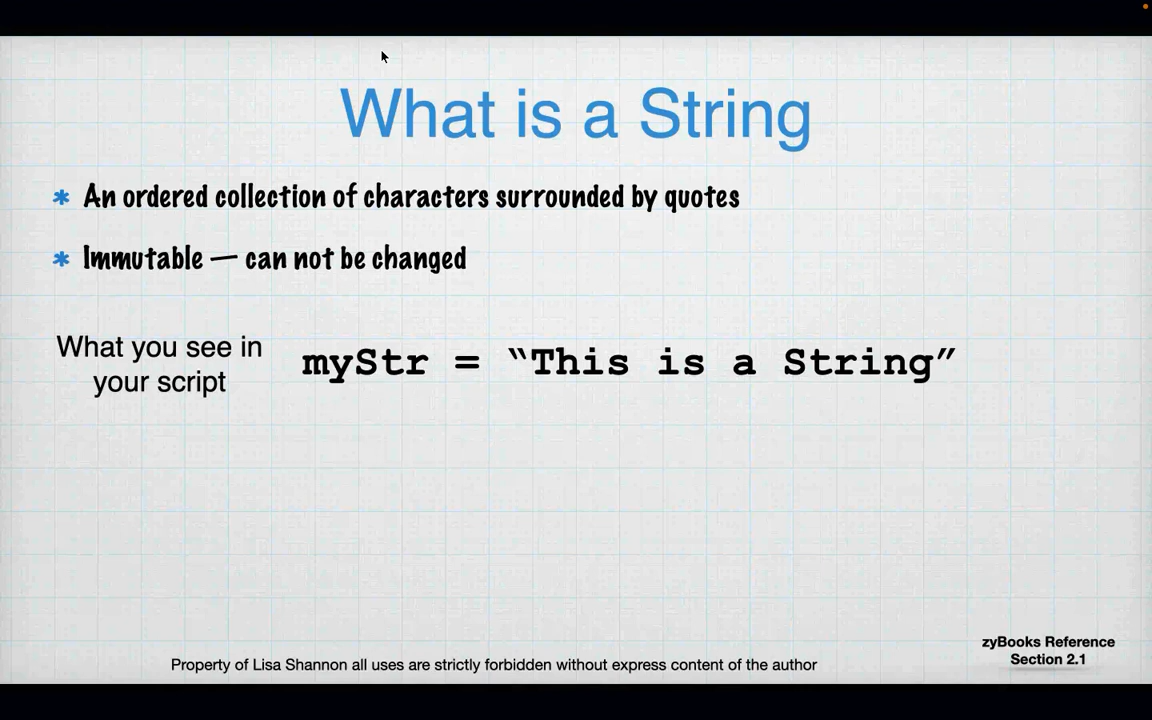 What is a String
* An ordered collection of characters surrounded by quotes
* Immutable — can not be changed
What you see in
your script
myStr = “This is a String”
zyBooks Reference
Section 2.1
Property of Lisa Shannon all uses are strictly forbidden without express content of the author